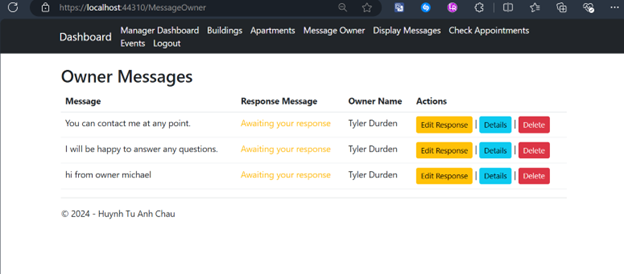 https://localhost:44310/MessageOwner
Dashboard Manager Dashboard Buildings Apartments Message Owner Display Messages Check Appointments
Events Logout
Owner Messages
Message Response Message Owner Name Actions
You can contact me at any point. Awaiting your response Tyler Durden Edit Response | Details | Delete
I will be happy to answer any questions. Awaiting your response Tyler Durden Edit Response | Details | Delete
hi from owner michael Awaiting your response Tyler Durden Edit Response | Details | Delete
© 2024 - Huynh Tu Anh Chau